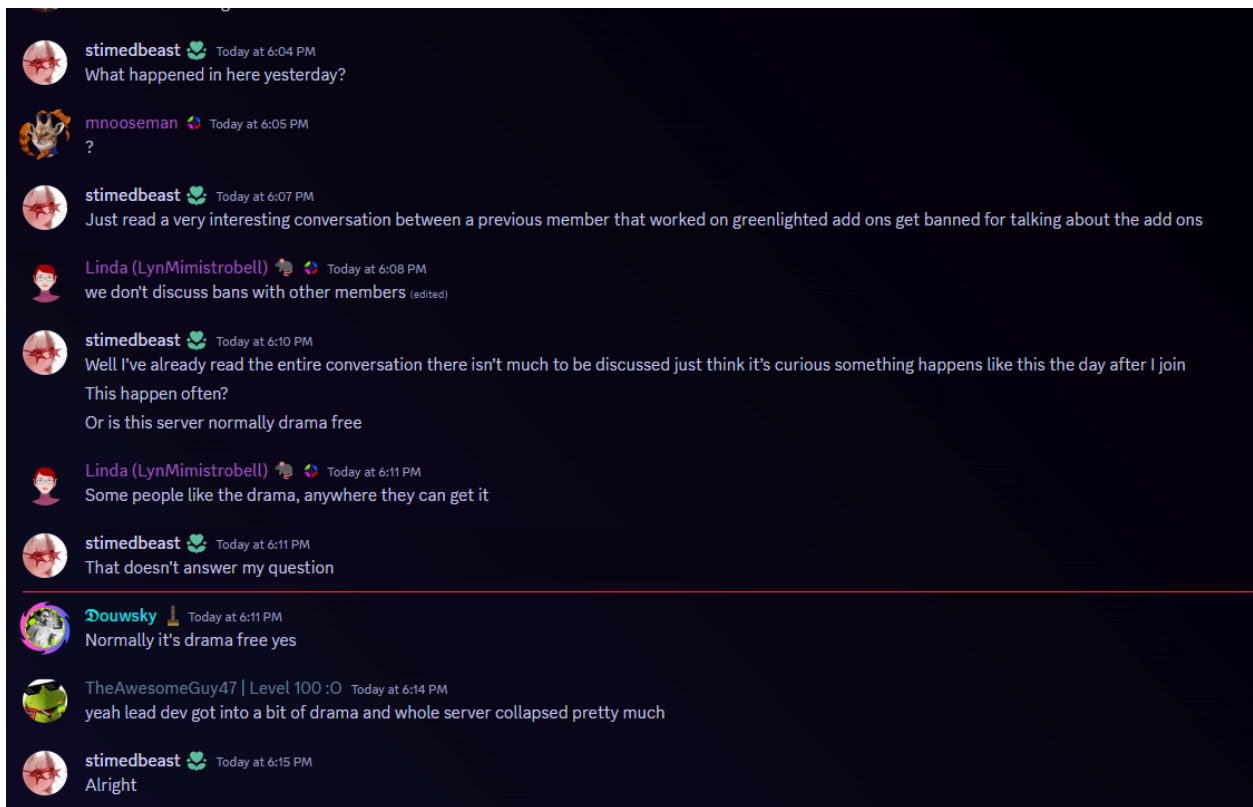 stimedbeast Today at 6:04 PM
What happened in here yesterday?
mnooseman Today at 6:05 PM
?
stimedbeast Today at 6:07 PM
Just read a very interesting conversation between a previous member that worked on greenlighted add ons get banned for talking about the add ons
Linda (LynMimistrobell) Today at 6:08 PM
we don't discuss bans with other members (edited)
stimedbeast Today at 6:10 PM
Well I've already read the entire conversation there isn't much to be discussed just think it's curious something happens like this the day after I join
This happen often?
Or is this server normally drama free
Linda (LynMimistrobell) Today at 6:11 PM
Some people like the drama, anywhere they can get it
stimedbeast Today at 6:11 PM
That doesn't answer my question
𝕯ouwsky Today at 6:11 PM
Normally it's drama free yes
TheAwesomeGuy47 | Level 100 :O Today at 6:14 PM
yeah lead dev got into a bit of drama and whole server collapsed pretty much
stimedbeast Today at 6:15 PM
Alright